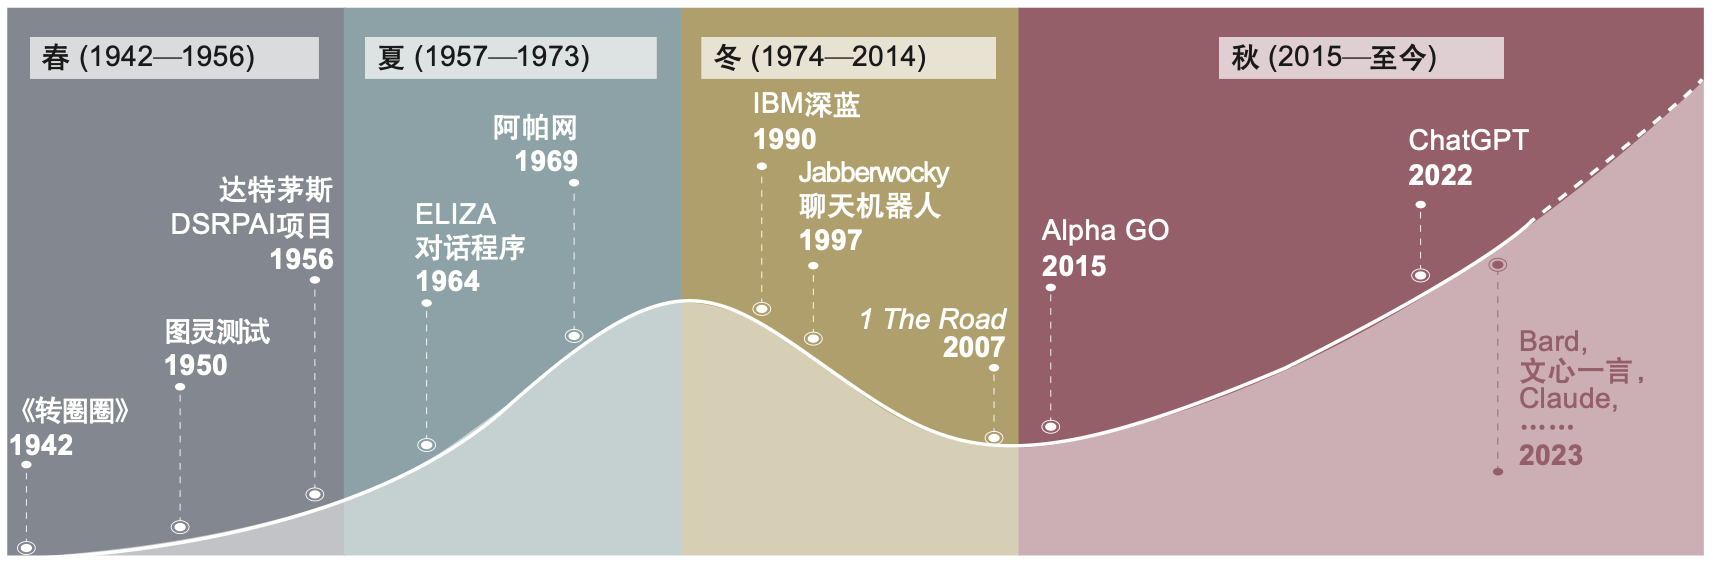 春 (1942—1956)
《转圈圈》
1942
图灵测试
1950
达特茅斯
DSRPAI项目
1956
夏 (1957—1973)
ELIZA
对话程序
1964
阿帕网
1969
冬 (1974—2014)
IBM深蓝
1990
Jabberwocky
聊天机器人
1997
1 The Road
2007
秋 (2015—至今)
Alpha GO
2015
ChatGPT
2022
Bard,
文心一言，
Claude,
……
2023